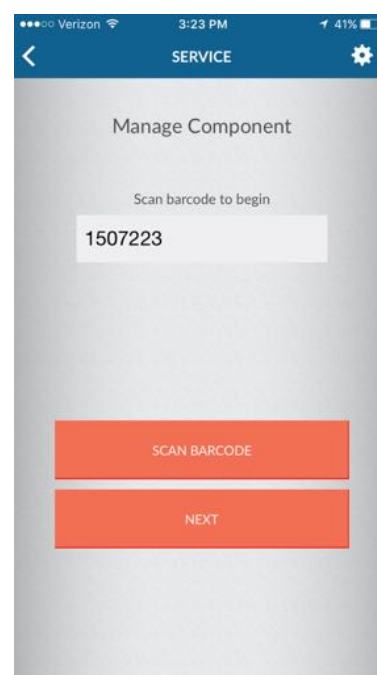 Verizon 3:23 PM 41%
SERVICE
Manage Component
Scan barcode to begin
1507223
SCAN BARCODE
NEXT